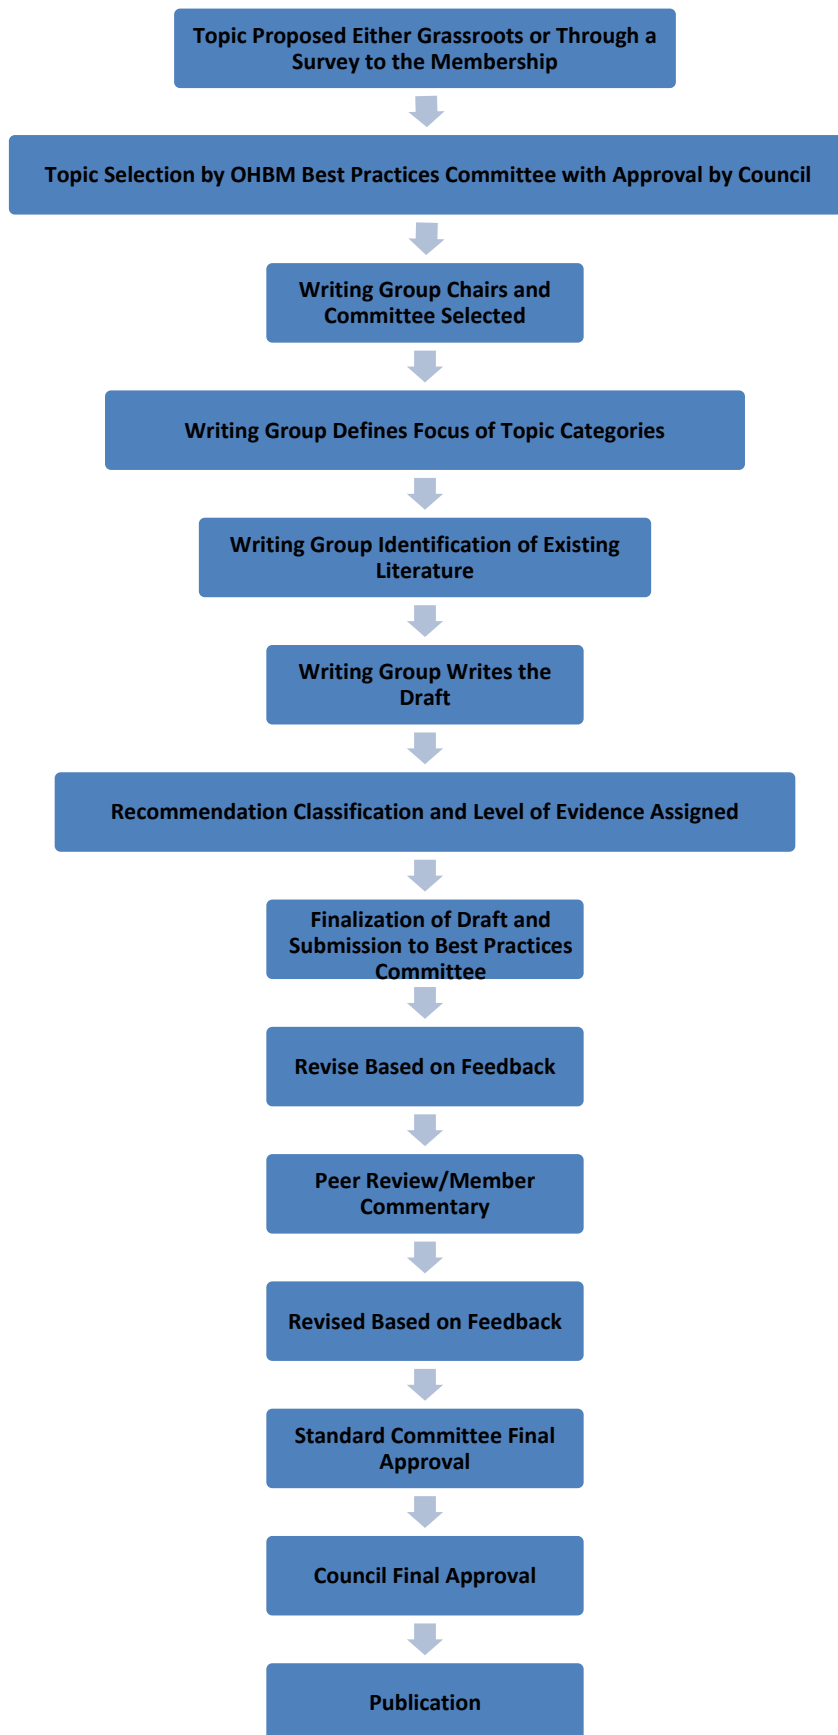 Topic Proposed Either Grassroots or Through a
Survey to the Membership
Topic Selection by OHBM Best Practices Committee with Approval by Council
Writing Group Chairs and
Committee Selected
Writing Group Defines Focus of Topic Categories
Writing Group Identification of Existing
Literature
Writing Group Writes the
Draft
Recommendation Classification and Level of Evidence Assigned
Finalization of Draft and
Submission to Best Practices
Committee
Revise Based on Feedback
Peer Review/Member
Commentary
Revised Based on Feedback
Standard Committee Final
Approval
Council Final Approval
Publication